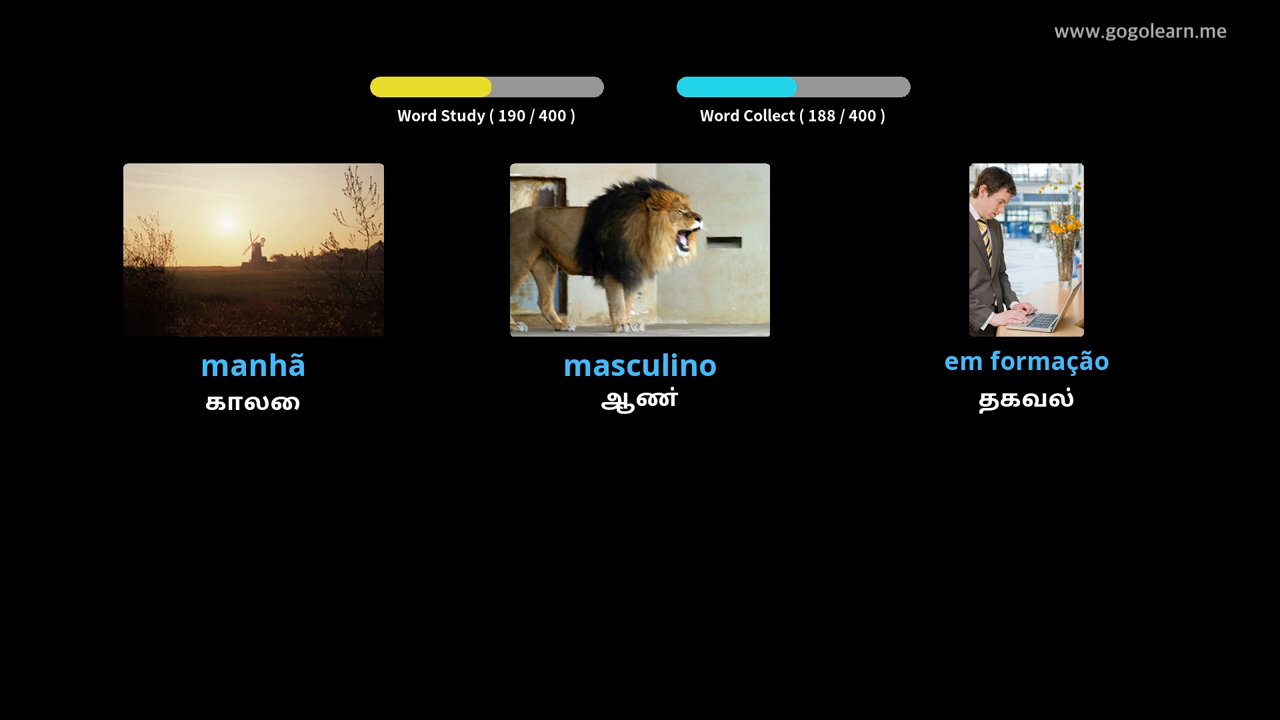 www.gogolearn.me
Word Study ( 190 / 400 )
Word Collect ( 188 / 400 )
manhã
காலை
masculino
ஆண்
em formação
தகவல்